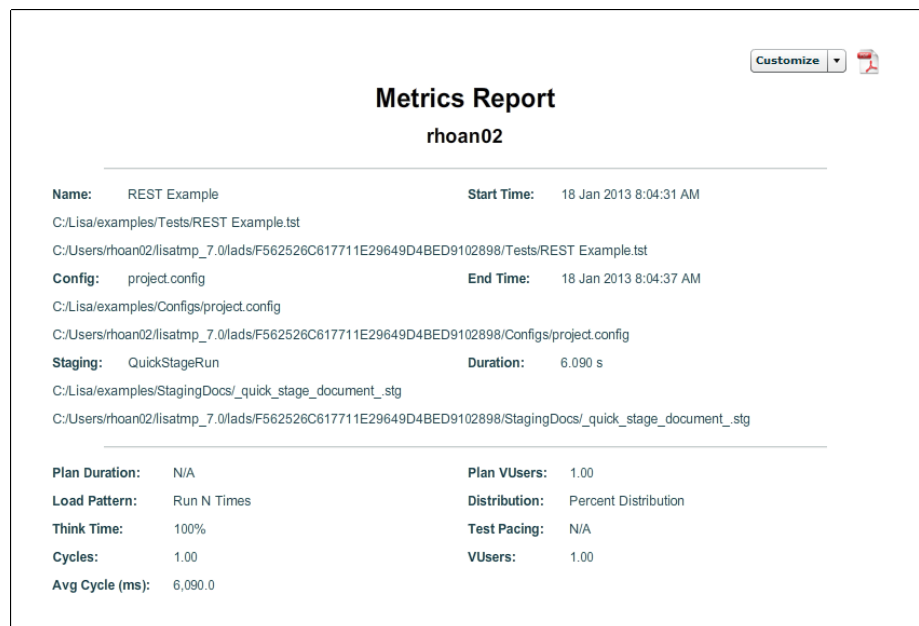 Customize
Metrics Report
rhoan02
Name: REST Example Start Time: 18 Jan 2013 8:04:31 AM
C:/Lisa/examples/Tests/REST Example.tst
C:/Users/rhoan02/lisatmp_7.0/lads/F562526C617711E29649D4BED9102898/Tests/REST Example.tst
Config: project.config End Time: 18 Jan 2013 8:04:37 AM
C:/Lisa/examples/Configs/project.config
C:/Users/rhoan02/lisatmp_7.0/lads/F562526C617711E29649D4BED9102898/Configs/project.config
Staging: QuickStageRun Duration: 6.090 s
C:/Lisa/examples/StagingDocs/_quick_stage_document_.stg
C:/Users/rhoan02/lisatmp_7.0/lads/F562526C617711E29649D4BED9102898/StagingDocs/_quick_stage_document_.stg
Plan Duration: N/A Plan VUsers: 1.00
Load Pattern: Run N Times Distribution: Percent Distribution
Think Time: 100% Test Pacing: N/A
Cycles: 1.00 VUsers: 1.00
Avg Cycle (ms): 6,090.0